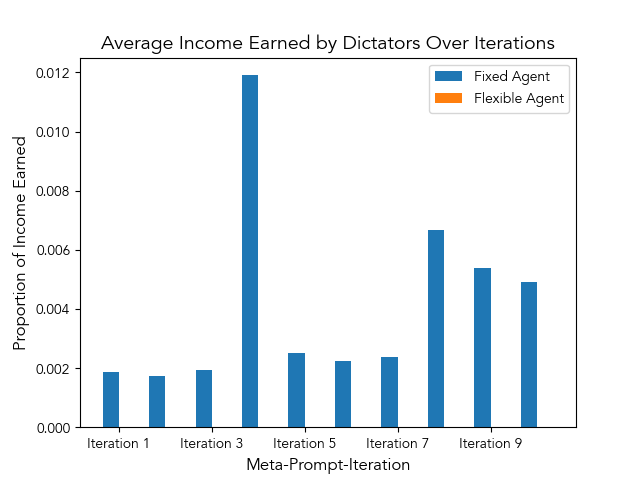 Average Income Earned by Dictators Over Iterations
Fixed Agent
Flexible Agent
Proportion of Income Earned
0.012
0.010
0.008
0.006
0.004
0.002
0.000
Iteration 1 Iteration 3 Iteration 5 Iteration 7 Iteration 9
Meta-Prompt-Iteration